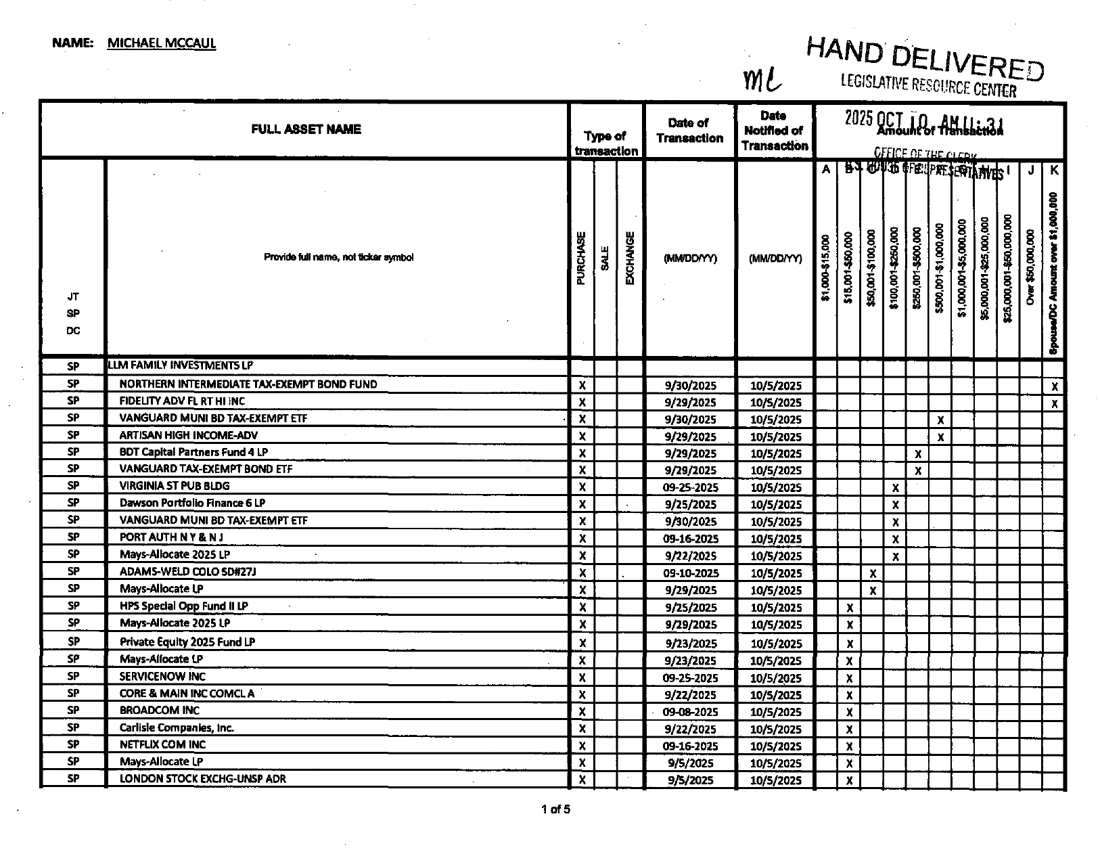 NAME: MICHAEL MCCAUL
HAND DELIVERED
LEGISLATIVE RESOURCE CENTER
MC
2025 OCT 10 AM 11:31
OFFICE OF THE CLERK
U.S. HOUSE OF REPRESENTATIVES
FULL ASSET NAME | Type of transaction | Date of Transaction | Date Notified of Transaction | Amount of Transaction
A B C D E F G H I J K
Provide full name, not ticker symbol
JT
SP
DC
PURCHASE
SALE
EXCHANGE
(MM/DD/YY)
(MM/DD/YY)
$1,000-$15,000
$15,001-$50,000
$50,001-$100,000
$100,001-$250,000
$250,001-$500,000
$500,001-$1,000,000
$1,000,001-$5,000,000
$5,000,001-$25,000,000
$25,000,001-$50,000,000
Over $50,000,000
Spouse/DC Amount over $1,000,000
SP LLM FAMILY INVESTMENTS LP
SP NORTHERN INTERMEDIATE TAX-EXEMPT BOND FUND X 9/30/2025 10/5/2025 X
SP FIDELITY ADV FL RT HI INC X 9/29/2025 10/5/2025 X
SP VANGUARD MUNI BD TAX-EXEMPT ETF X 9/30/2025 10/5/2025 X
SP ARTISAN HIGH INCOME-ADV X 9/29/2025 10/5/2025 X
SP BDT Capital Partners Fund 4 LP X 9/29/2025 10/5/2025 X
SP VANGUARD TAX-EXEMPT BOND ETF X 9/29/2025 10/5/2025 X
SP VIRGINIA ST PUB BLDG X 09-25-2025 10/5/2025 X
SP Dawson Portfolio Finance 6 LP X 9/25/2025 10/5/2025 X
SP VANGUARD MUNI BD TAX-EXEMPT ETF X 9/30/2025 10/5/2025 X
SP PORT AUTH N Y & N J X 09-16-2025 10/5/2025 X
SP Mays-Allocate 2025 LP X 9/22/2025 10/5/2025 X
SP ADAMS-WELD COLO SD#27J X 09-10-2025 10/5/2025 X
SP Mays-Allocate LP X 9/29/2025 10/5/2025 X
SP HPS Special Opp Fund II LP X 9/25/2025 10/5/2025 X
SP Mays-Allocate 2025 LP X 9/29/2025 10/5/2025 X
SP Private Equity 2025 Fund LP X 9/23/2025 10/5/2025 X
SP Mays-Allocate LP X 9/23/2025 10/5/2025 X
SP SERVICENOW INC X 09-25-2025 10/5/2025 X
SP CORE & MAIN INC COMCL A X 9/22/2025 10/5/2025 X
SP BROADCOM INC X 09-08-2025 10/5/2025 X
SP Carlisle Companies, Inc. X 9/22/2025 10/5/2025 X
SP NETFLIX COM INC X 09-16-2025 10/5/2025 X
SP Mays-Allocate LP X 9/5/2025 10/5/2025 X
SP LONDON STOCK EXCHG-UNSP ADR X 9/5/2025 10/5/2025 X
1 of 5